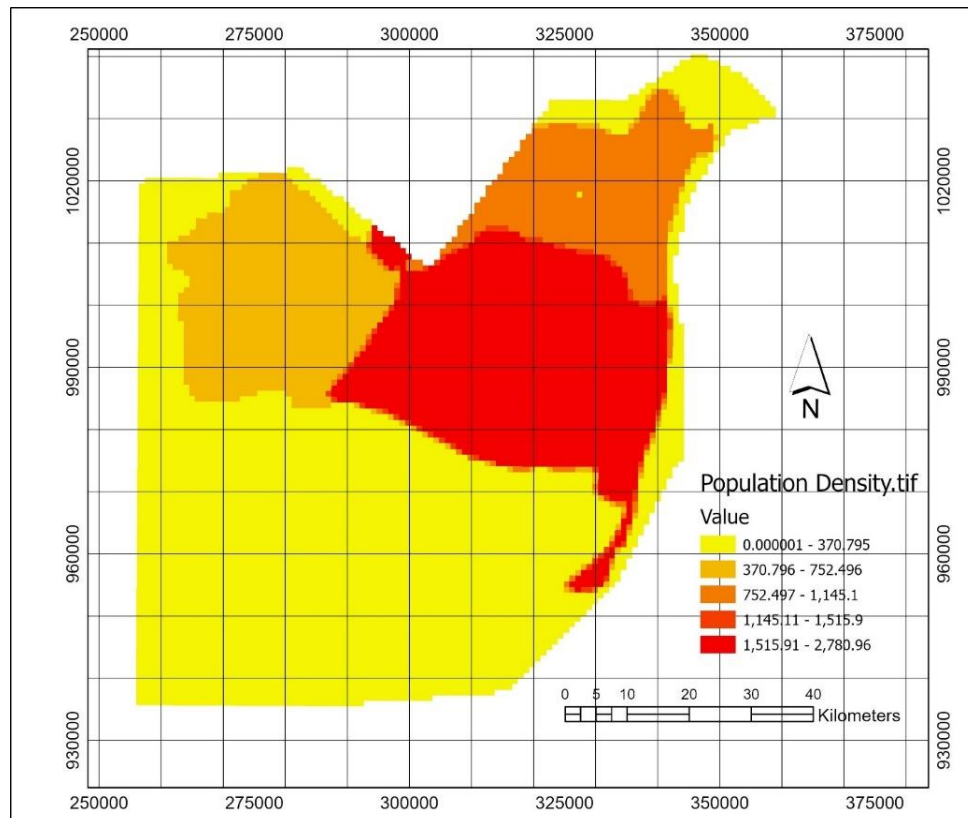 250000 275000 300000 325000 350000 375000
1020000 1020000
990000 990000
N
Population Density.tif
Value
0.000001 - 370.795
370.796 - 752.496
752.497 - 1,145.1
1,145.11 - 1,515.9
1,515.91 - 2,780.96
960000 960000
0 5 10 20 30 40
Kilometers
930000 930000
250000 275000 300000 325000 350000 375000